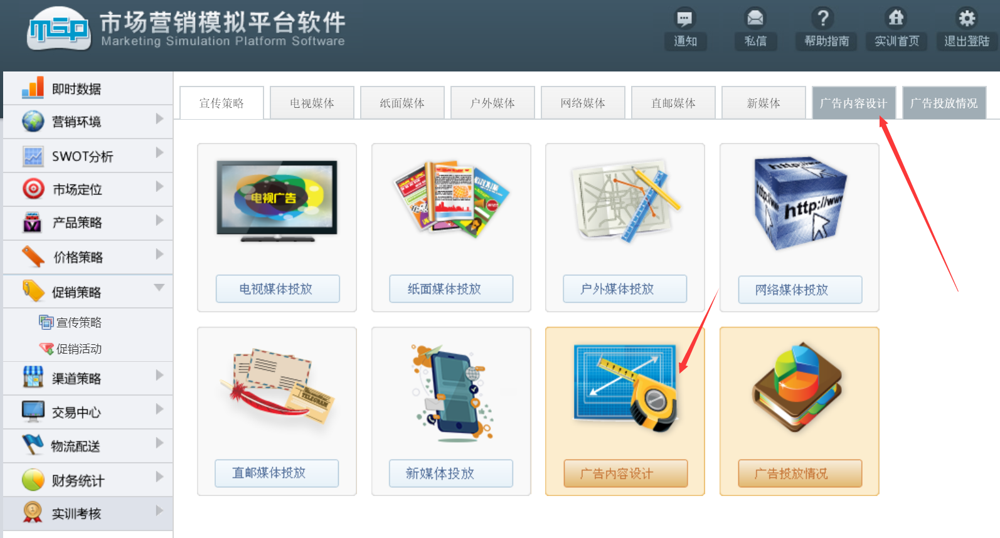 msp 市场营销模拟平台软件
Marketing Simulation Platform Software
通知 私信 帮助指南 实训首页 退出登陆
即时数据
营销环境
SWOT分析
市场定位
产品策略
价格策略
促销策略
宣传策略
促销活动
渠道策略
交易中心
物流配送
财务统计
实训考核
宣传策略 电视媒体 纸面媒体 户外媒体 网络媒体 直邮媒体 新媒体 广告内容设计 广告投放情况
电视广告
http://www
http://www
电视媒体投放 纸面媒体投放 户外媒体投放 网络媒体投放
TELEGRAM
直邮媒体投放 新媒体投放 广告内容设计 广告投放情况